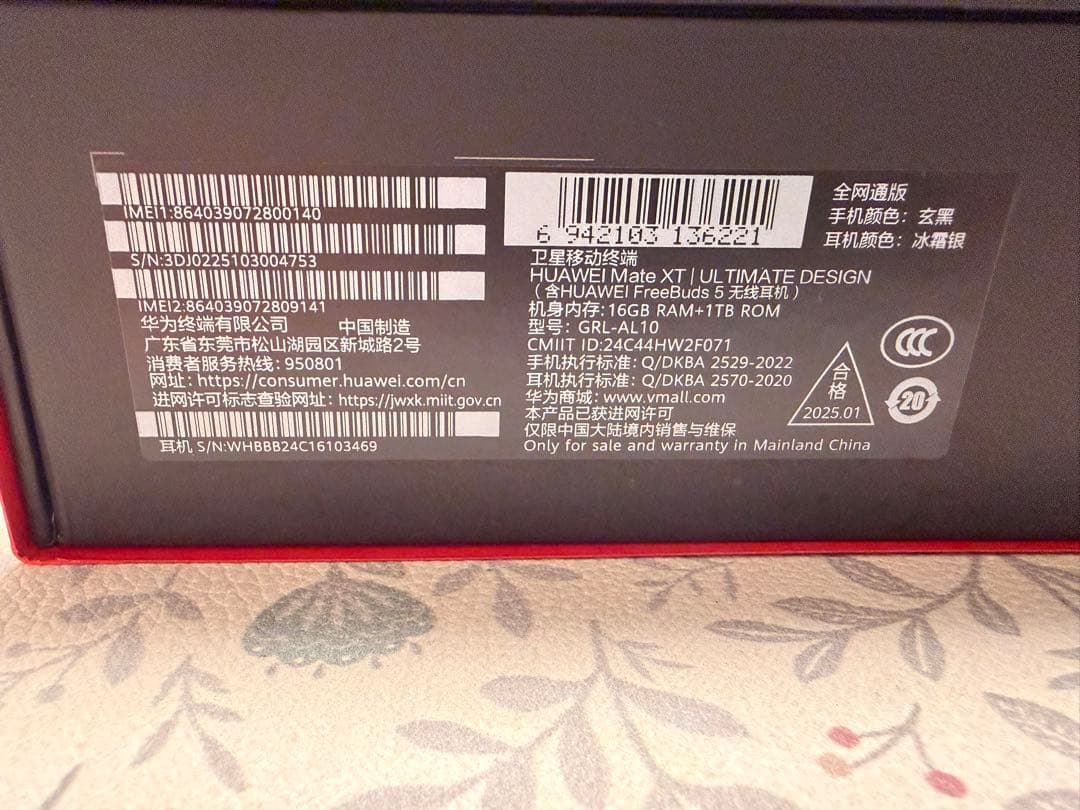 IMEI1:864039072800140
S/N:3DJ0225103004753
IMEI2:864039072809141
华为终端有限公司 中国制造
广东省东莞市松山湖园区新城路2号
消费者服务热线: 950801
网址: https://consumer.huawei.com/cn
进网许可标志查验网址: https://jwxk.miit.gov.cn
耳机 S/N:WHBBB24C16103469
6 942103 136221
卫星移动终端
HUAWEI Mate XT | ULTIMATE DESIGN
(含HUAWEI FreeBuds 5 无线耳机)
机身内存: 16GB RAM+1TB ROM
型号: GRL-AL10
CMIIT ID:24C44HW2F071
手机执行标准: Q/DKBA 2529-2022
耳机执行标准: Q/DKBA 2570-2020
华为商城: www.vmall.com
本产品已获进网许可
仅限中国大陆境内销售与维保
Only for sale and warranty in Mainland China
全网通版
手机颜色: 玄黑
耳机颜色: 冰霜银
CCC
合格
2025.01
20